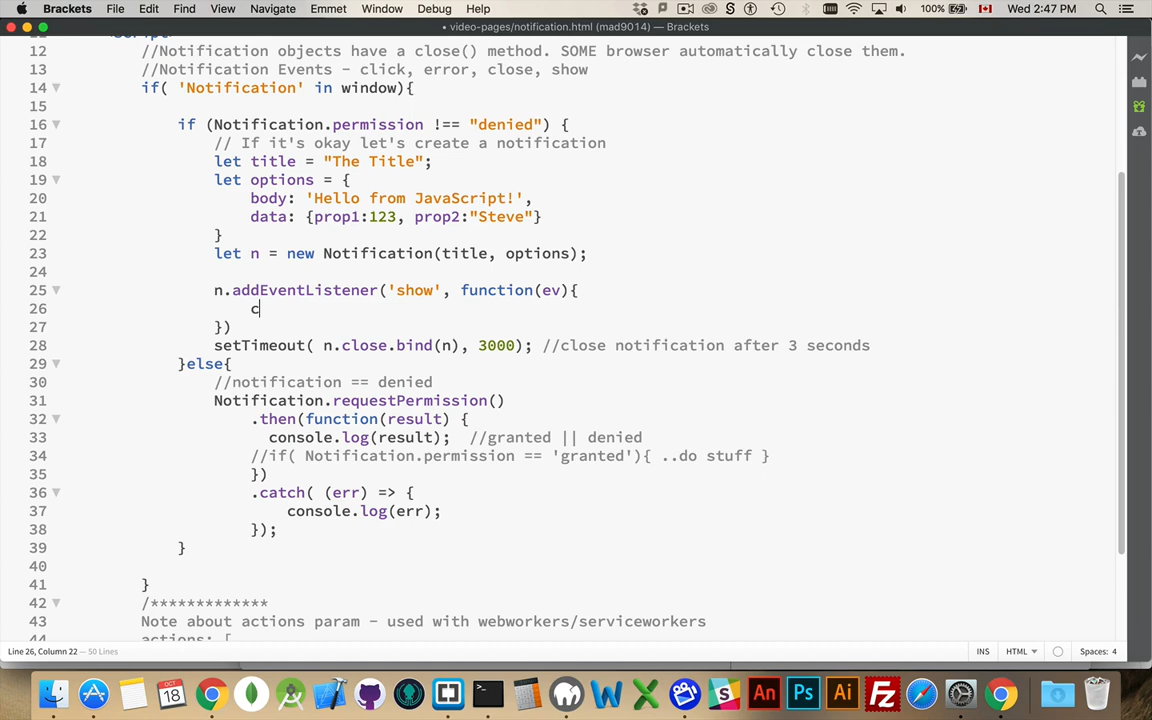 Brackets File Edit Find View Navigate Emmet Window Debug Help 100% Wed 2:47 PM
• video-pages/notification.html (mad9014) — Brackets
12 //Notification objects have a close() method. SOME browser automatically close them.
13 //Notification Events - click, error, close, show
14 if( 'Notification' in window){
15
16 if (Notification.permission !== "denied") {
17 // If it's okay let's create a notification
18 let title = "The Title";
19 let options = {
20 body: 'Hello from JavaScript!',
21 data: {prop1:123, prop2:"Steve"}
22 }
23 let n = new Notification(title, options);
24
25 n.addEventListener('show', function(ev){
26 c
27 })
28 setTimeout( n.close.bind(n), 3000); //close notification after 3 seconds
29 }else{
30 //notification == denied
31 Notification.requestPermission()
32 .then(function(result) {
33 console.log(result); //granted || denied
34 //if( Notification.permission == 'granted'){ ..do stuff }
35 })
36 .catch( (err) => {
37 console.log(err);
38 });
39 }
40
41 }
42 /*************
43 Note about actions param - used with webworkers/serviceworkers
44 actions: [
Line 26, Column 22 — 50 Lines INS HTML Spaces: 4
OCT 18 An Ps Ai Fz